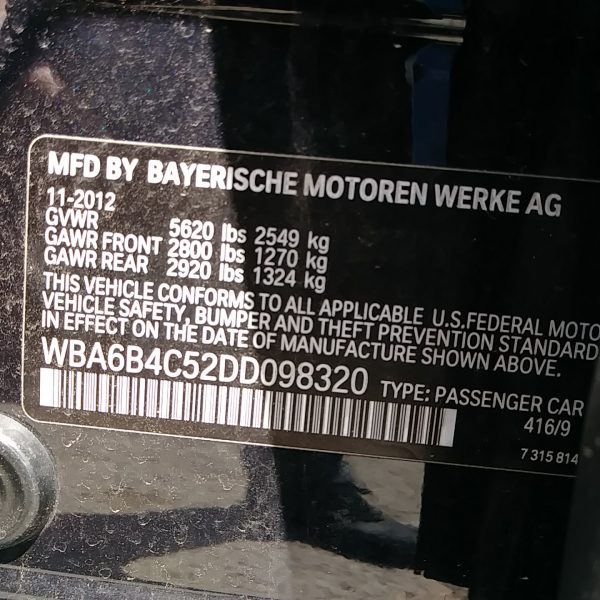 MFD BY BAYERISCHE MOTOREN WERKE AG
11-2012
GVWR 5620 lbs 2549 kg
GAWR FRONT 2800 lbs 1270 kg
GAWR REAR 2920 lbs 1324 kg
THIS VEHICLE CONFORMS TO ALL APPLICABLE U.S.FEDERAL MOTO
VEHICLE SAFETY, BUMPER AND THEFT PREVENTION STANDARD
IN EFFECT ON THE DATE OF MANUFACTURE SHOWN ABOVE.
WBA6B4C52DD098320 TYPE: PASSENGER CAR
416/9
7 315 814